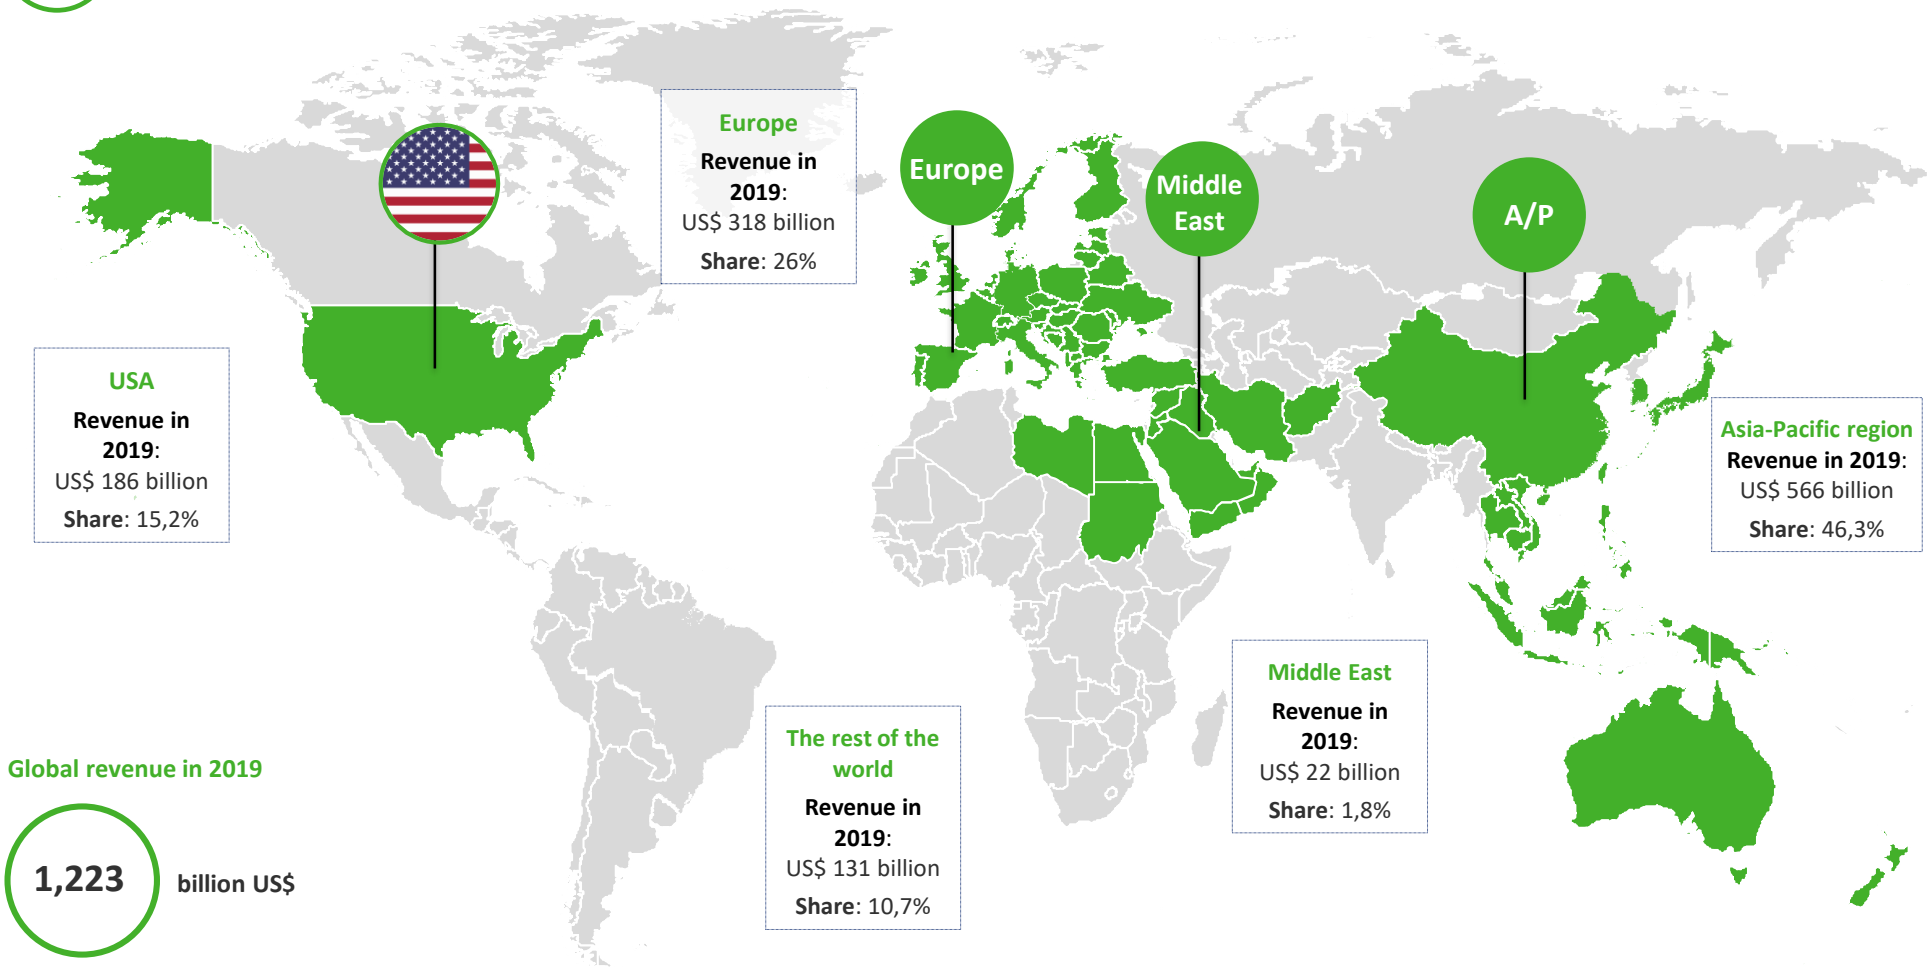 Europe
Revenue in
2019:
US$ 318 billion
Share: 26%
Europe
Middle
East
A/P
USA
Revenue in
2019:
US$ 186 billion
Share: 15,2%
Asia-Pacific region
Revenue in 2019:
US$ 566 billion
Share: 46,3%
Middle East
Revenue in
2019:
US$ 22 billion
Share: 1,8%
The rest of the
world
Revenue in
2019:
US$ 131 billion
Share: 10,7%
Global revenue in 2019
1,223
billion US$